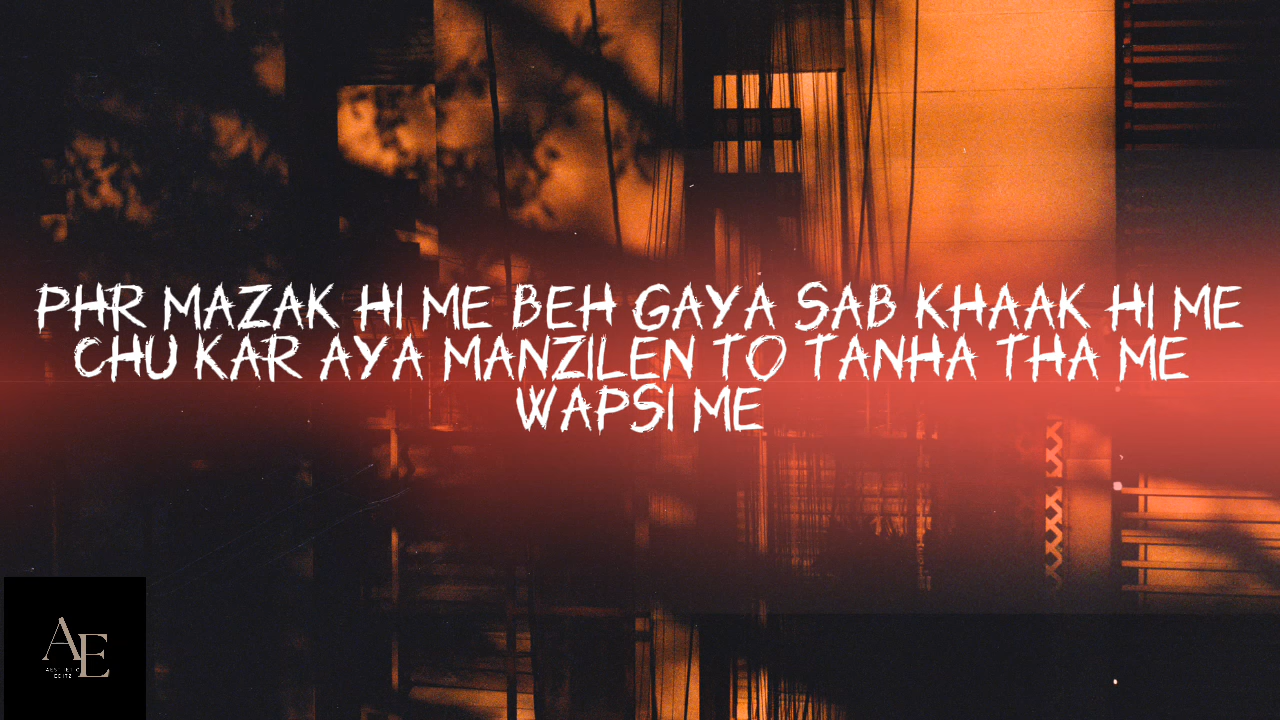 PHR MAZAK HI ME BEH GAYA SAB KHAAK HI ME
CHU KAR AYA MANZILEN TO TANHA THA ME
WAPSI ME
AE